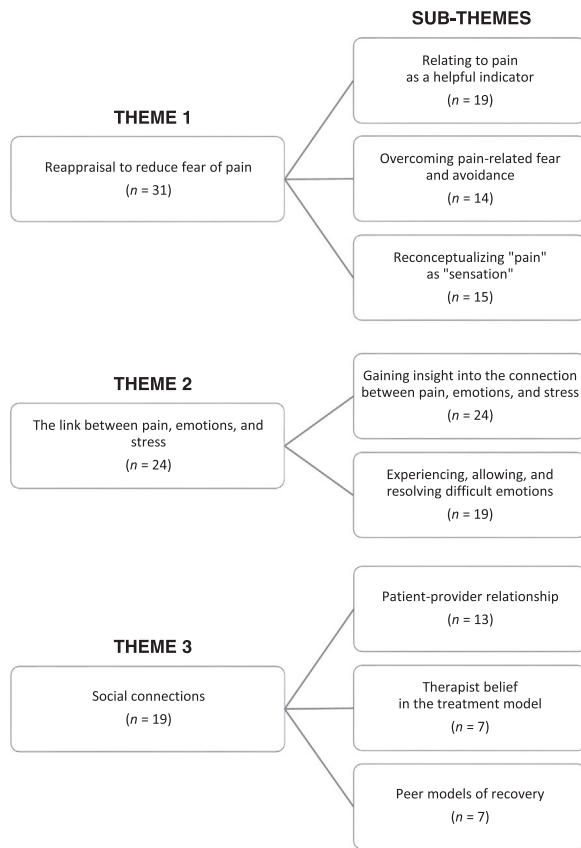 SUB-THEMES
THEME 1
Reappraisal to reduce fear of pain
(n = 31)
Relating to pain
as a helpful indicator
(n = 19)
Overcoming pain-related fear
and avoidance
(n = 14)
Reconceptualizing "pain"
as "sensation"
(n = 15)
THEME 2
The link between pain, emotions, and
stress
(n = 24)
Gaining insight into the connection
between pain, emotions, and stress
(n = 24)
Experiencing, allowing, and
resolving difficult emotions
(n = 19)
THEME 3
Social connections
(n = 19)
Patient-provider relationship
(n = 13)
Therapist belief
in the treatment model
(n = 7)
Peer models of recovery
(n = 7)